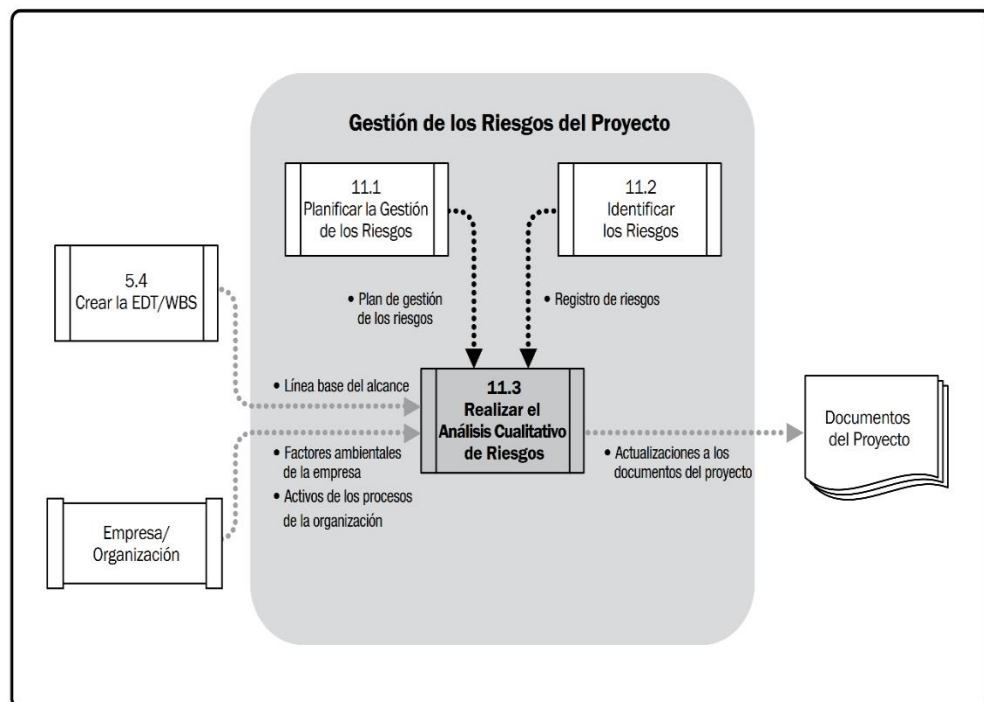 Gestión de los Riesgos del Proyecto
11.1
Planificar la Gestión
de los Riesgos
11.2
Identificar
los Riesgos
5.4
Crear la EDT/WBS
• Plan de gestión
de los riesgos
• Registro de riesgos
• Línea base del alcance
11.3
Realizar el
Análisis Cualitativo
de Riesgos
Documentos
del Proyecto
• Factores ambientales
de la empresa
• Activos de los procesos
de la organización
• Actualizaciones a los
documentos del proyecto
Empresa/
Organización